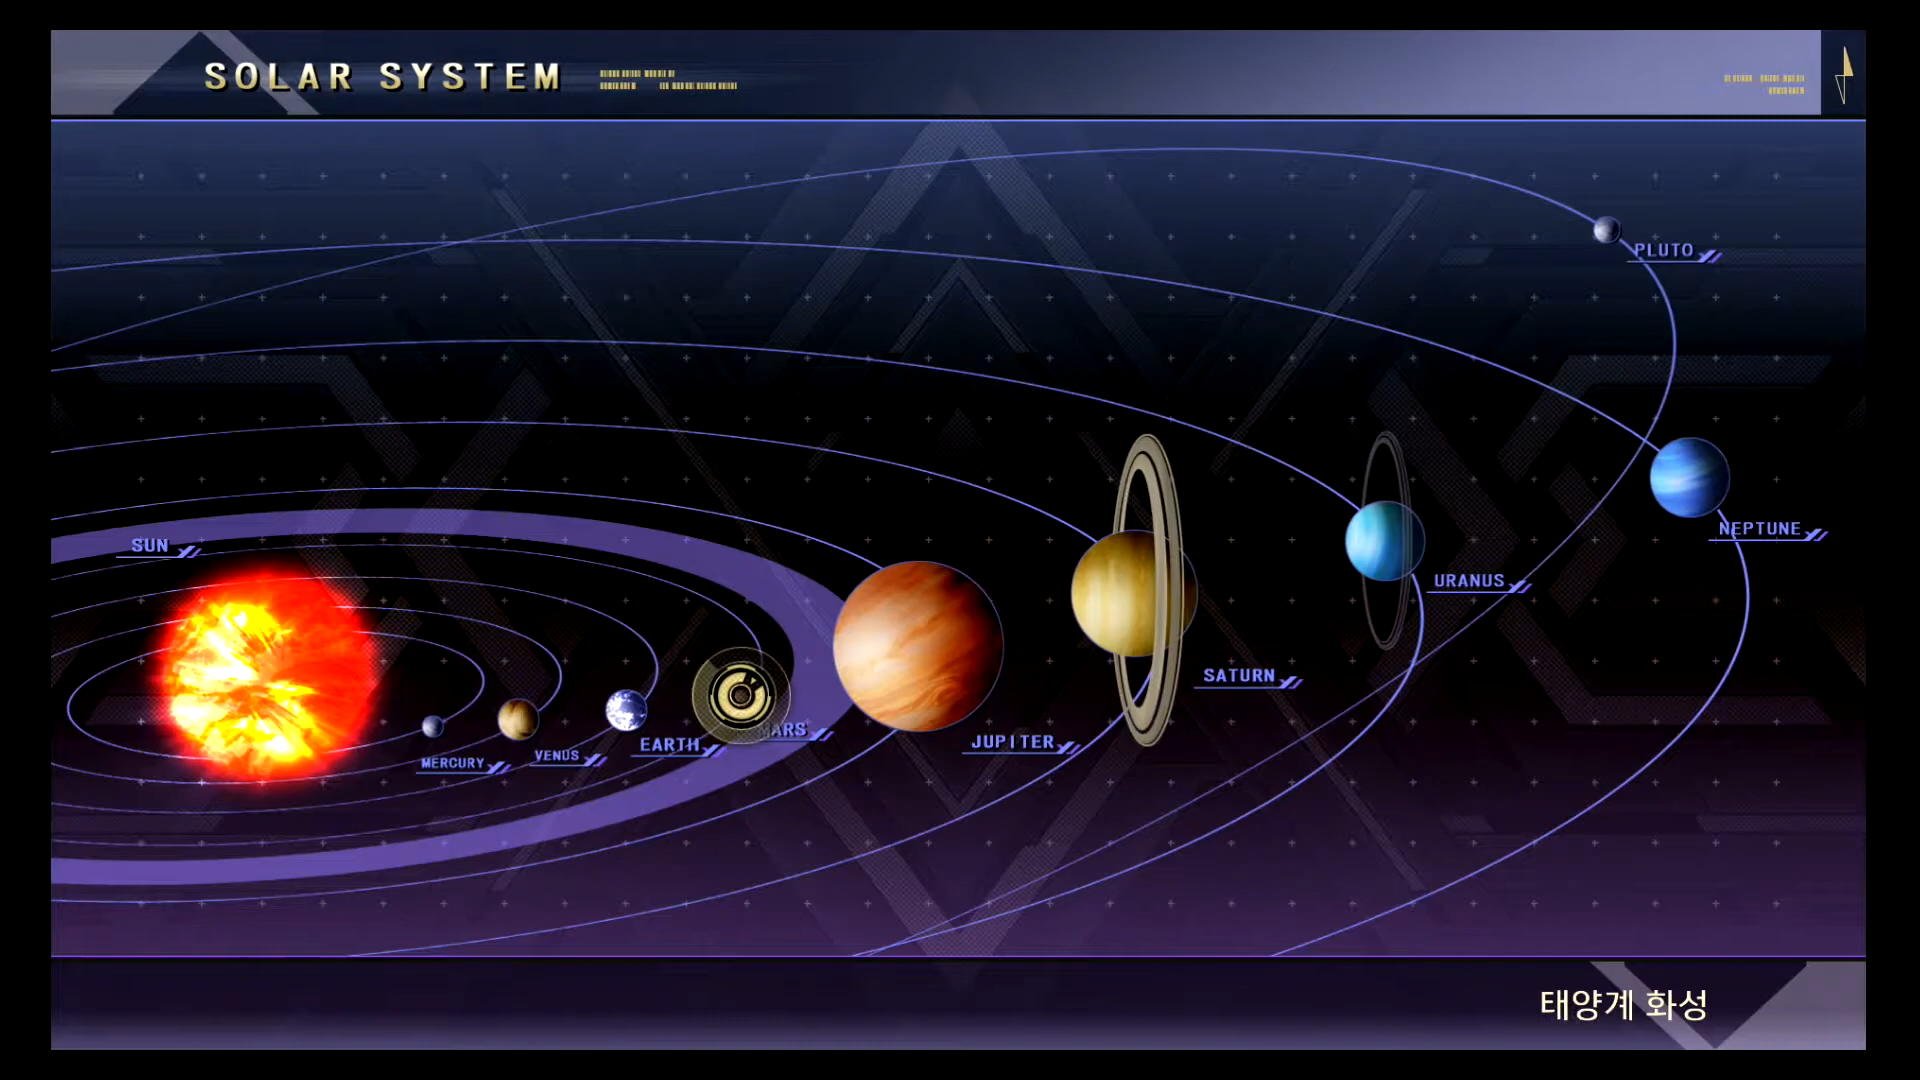 SOLAR SYSTEM
PLUTO
NEPTUNE
SUN
URANUS
SATURN
MARS
EARTH
JUPITER
VENUS
MERCURY
태양계 화성